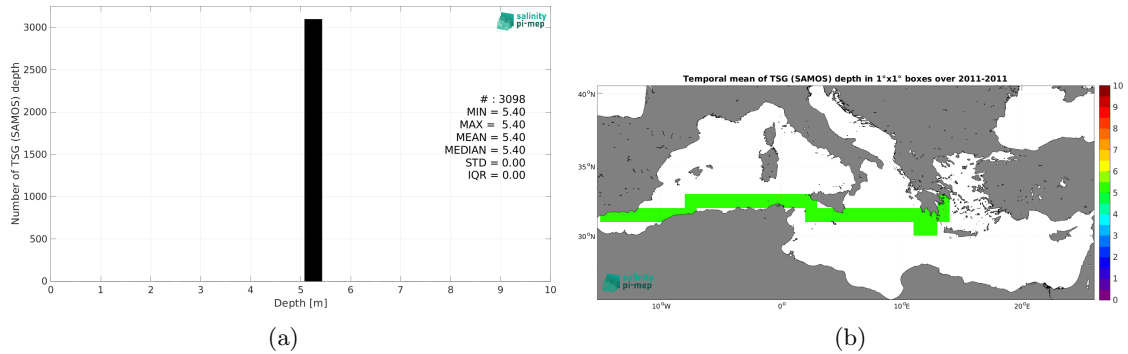 3000
2500
2000
1500
1000
500
0
Number of TSG (SAMOS) depth
salinity
pi-mep
# : 3098
MIN = 5.40
MAX = 5.40
MEAN = 5.40
MEDIAN = 5.40
STD = 0.00
IQR = 0.00
0 1 2 3 4 5 6 7 8 9 10
Depth [m]
(a)
Temporal mean of TSG (SAMOS) depth in 1°x1° boxes over 2011-2011
40°N
35°N
30°N
salinity
pi-mep
10°W 0° 10°E 20°E
10
9
8
7
6
5
4
3
2
1
0
(b)